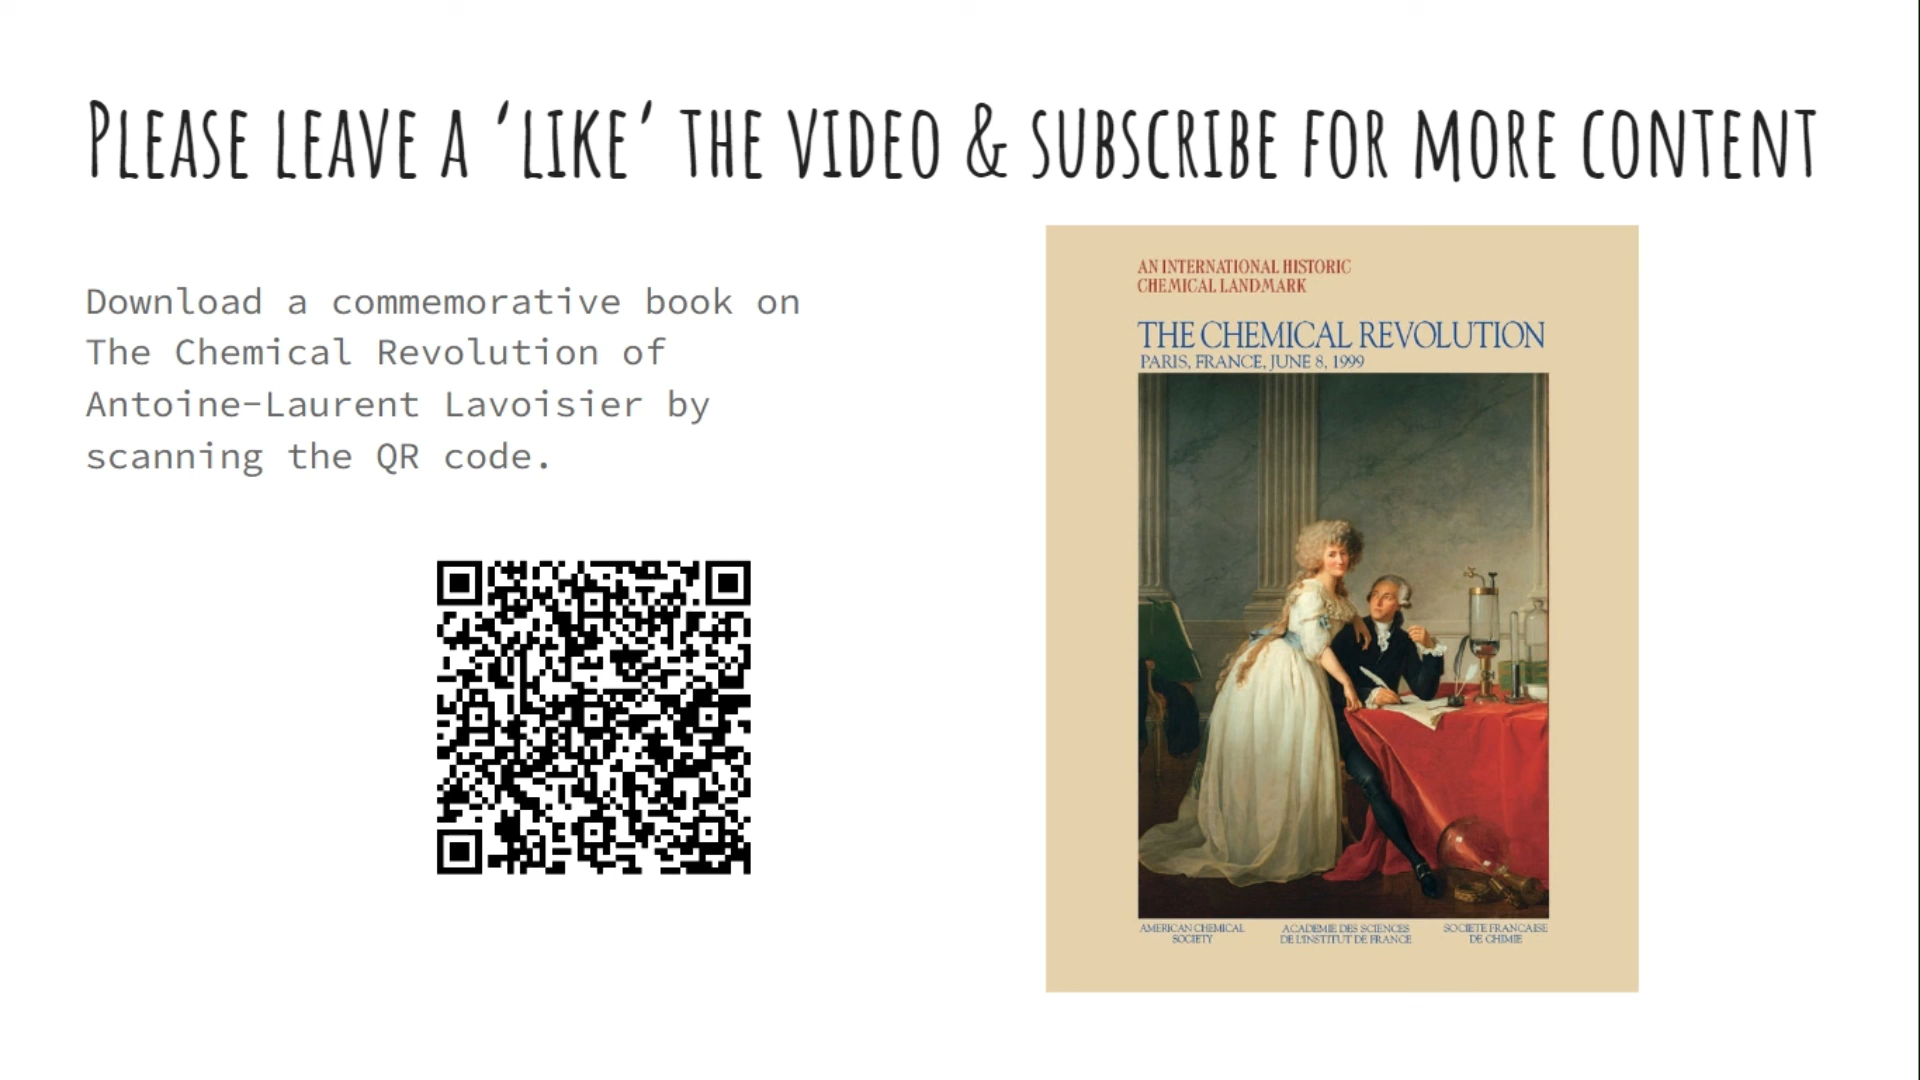 PLEASE LEAVE A ‘LIKE’ THE VIDEO & SUBSCRIBE FOR MORE CONTENT
Download a commemorative book on
The Chemical Revolution of
Antoine-Laurent Lavoisier by
scanning the QR code.
AN INTERNATIONAL HISTORIC
CHEMICAL LANDMARK
THE CHEMICAL REVOLUTION
PARIS, FRANCE, JUNE 8, 1999
AMERICAN CHEMICAL
SOCIETY
ACADEMIE DES SCIENCES
DE L'INSTITUT DE FRANCE
SOCIETE FRANCAISE
DE CHIMIE